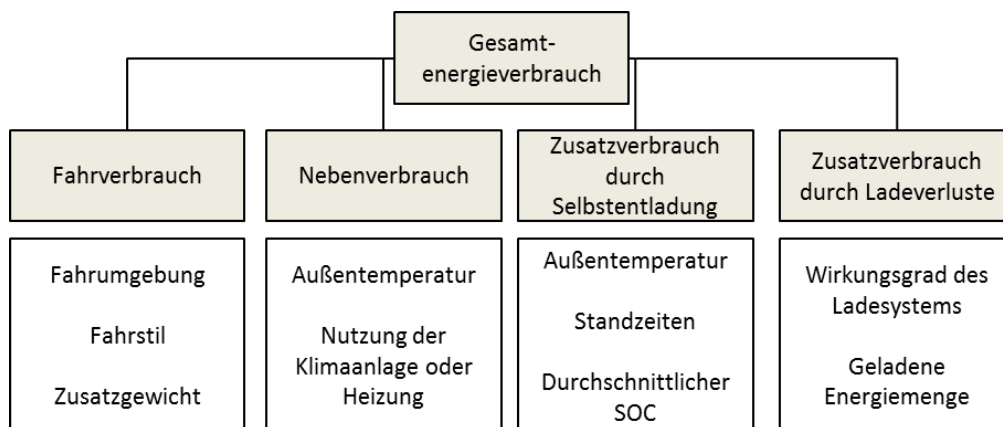 Gesamt-
energieverbrauch
Fahrverbrauch
Nebenverbrauch
Zusatzverbrauch
durch
Selbstentladung
Zusatzverbrauch
durch Ladeverluste
Fahrumgebung
Fahrstil
Zusatzgewicht
Außentemperatur
Nutzung der
Klimaanlage oder
Heizung
Außentemperatur
Standzeiten
Durchschnittlicher
SOC
Wirkungsgrad des
Ladesystems
Geladene
Energiemenge